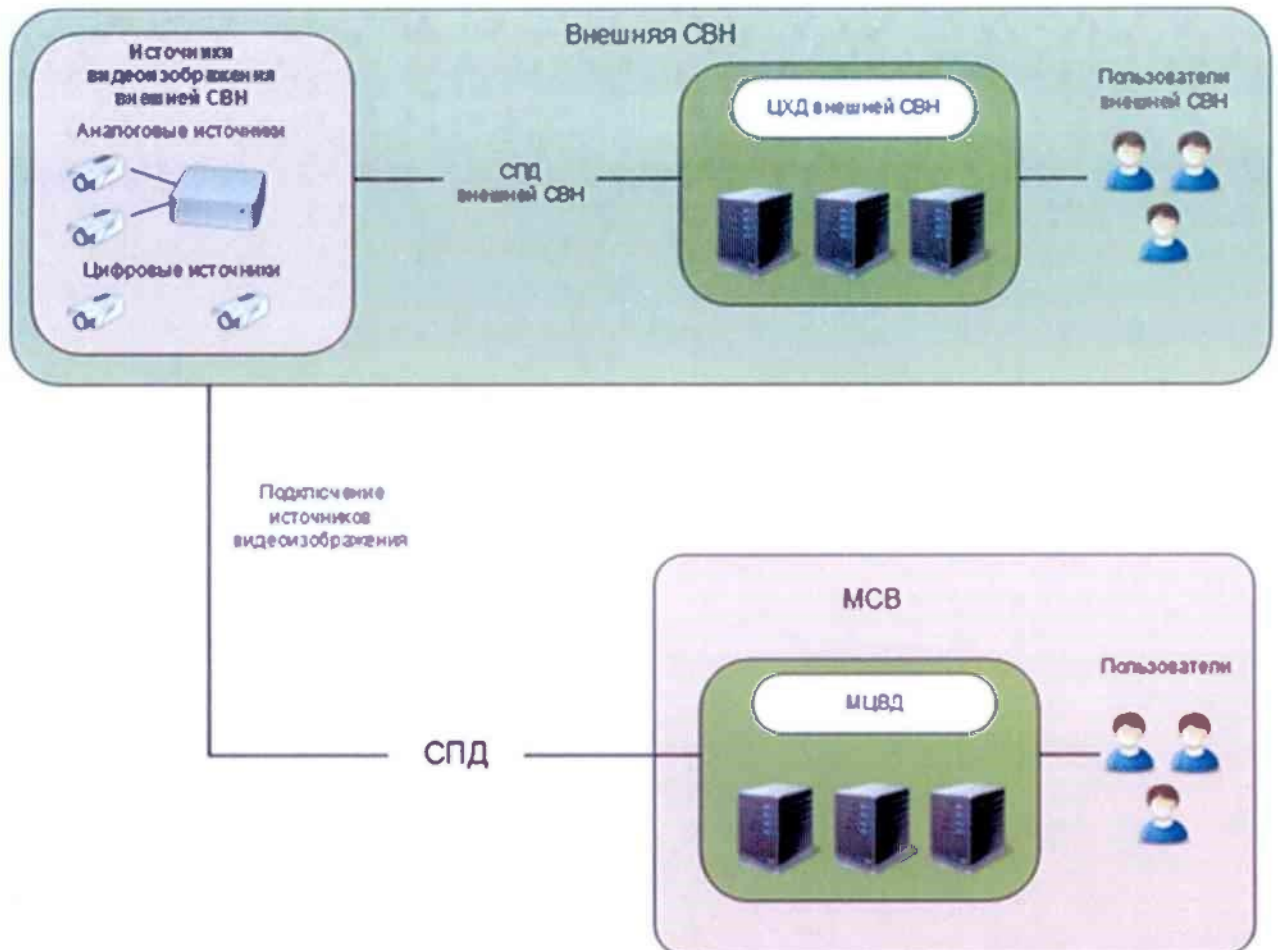 Внешняя СВН
Источники
видеоизображения
внешней СВН
Аналоговые источники
Цифровые источники
СПД
внешней СВН
ЦХД внешней СВН
Пользователи
внешней СВН
Подключение
источников
видеоизображения
СПД
МСВ
МЦВД
Пользователи